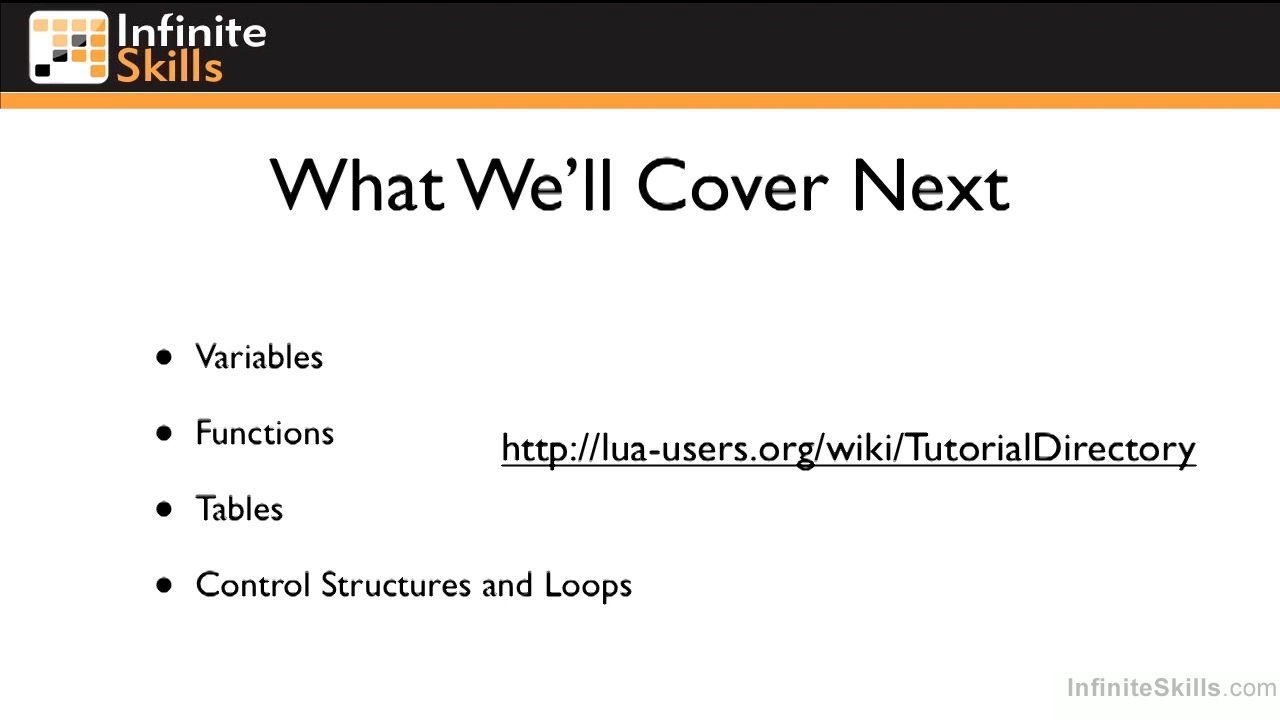 Infinite
Skills
What We'll Cover Next
• Variables
• Functions
http://lua-users.org/wiki/TutorialDirectory
• Tables
• Control Structures and Loops
InfiniteSkills.com